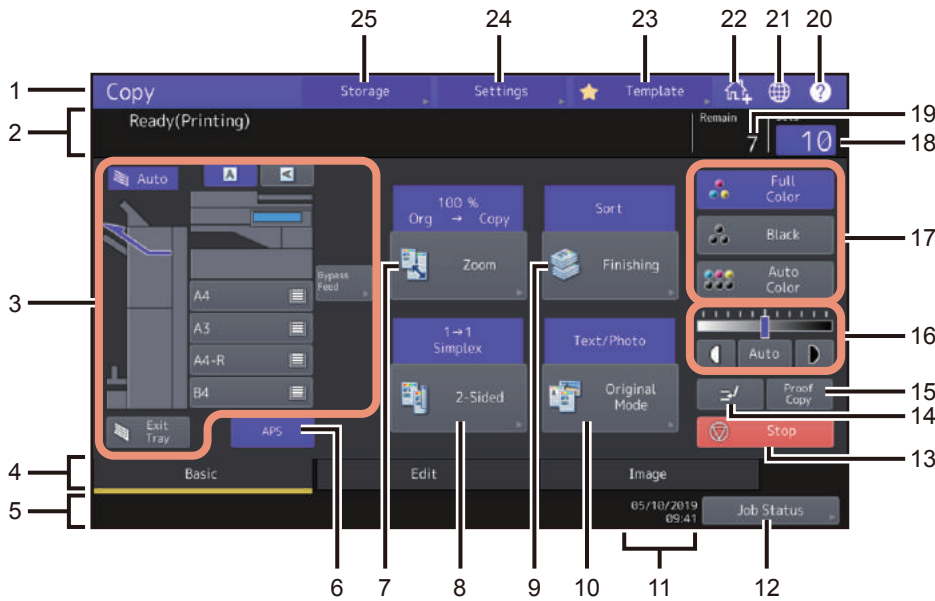 25 24 23 22 21 20
1 Copy Storage Settings Template ?
2 Ready(Printing) Remain 19
7 10 18
Auto A A
Full Color
100 %
Org → Copy
Sort
Black 17
Zoom Finishing
Bypass Feed
Auto Color
3 A4
A3
1→1
Simplex
Text/Photo
16
A4-R
Auto
B4
2-Sided
Original Mode
Proof Copy 15
14
Exit Tray
APS
Stop
13
4 Basic Edit Image
5 05/10/2019
09:41
Job Status
6 7 8 9 10 11 12